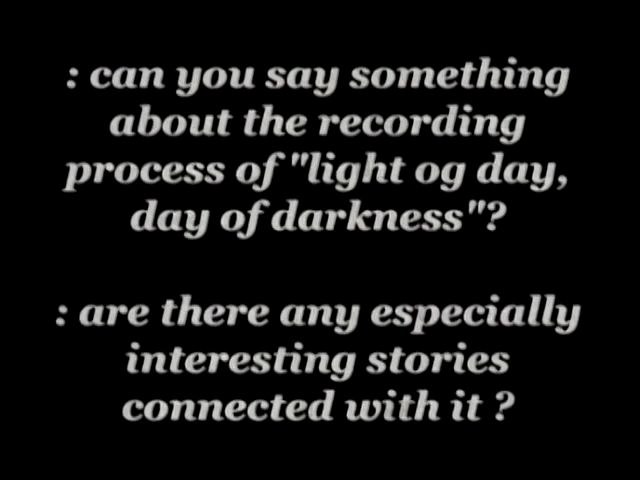 : can you say something
about the recording
process of "light og day,
day of darkness"?
: are there any especially
interesting stories
connected with it ?